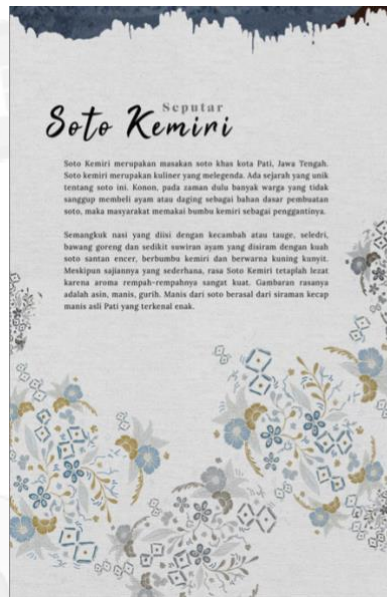 Seputar
Soto Kemiri
Soto Kemiri merupakan masakan soto khas kota Pati, Jawa Tengah.
Soto kemiri merupakan kuliner yang melegenda. Ada sejarah yang unik
tentang soto ini. Konon, pada zaman dulu banyak warga yang tidak
sanggup membeli ayam atau daging sebagai bahan dasar pembuatan
soto, maka masyarakat memakai bumbu kemiri sebagai penggantinya.
Semangkuk nasi yang diisi dengan kecambah atau tauge, seledri,
bawang goreng dan sedikit suwiran ayam yang disiram dengan kuah
soto santan encer, berbumbu kemiri dan berwarna kuning kunyit.
Meskipun sajiannya yang sederhana, rasa Soto Kemiri tetaplah lezat
karena aroma rempah-rempahnya sangat kuat. Gambaran rasanya
adalah asin, manis, gurih. Manis dari soto berasal dari siraman kecap
manis asli Pati yang terkenal enak.